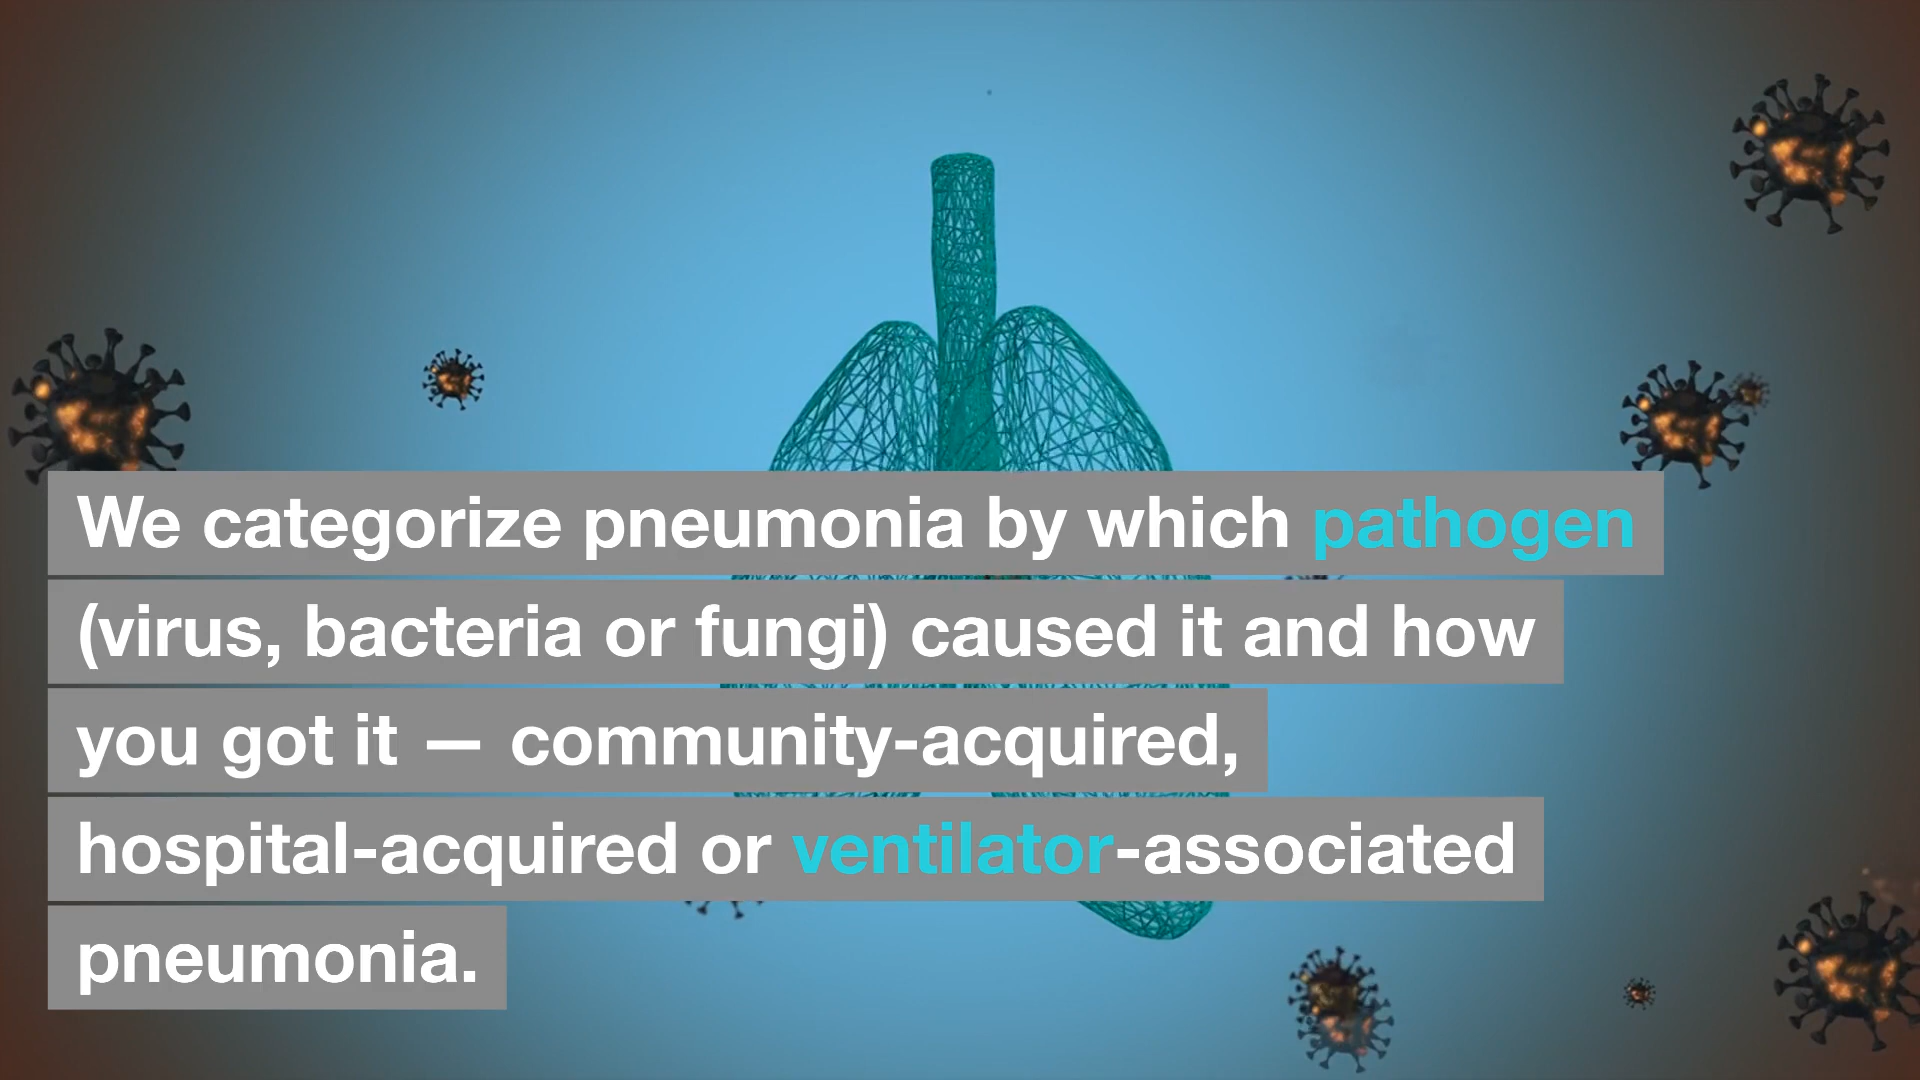 We categorize pneumonia by which pathogen
(virus, bacteria or fungi) caused it and how
you got it — community-acquired,
hospital-acquired or ventilator-associated
pneumonia.